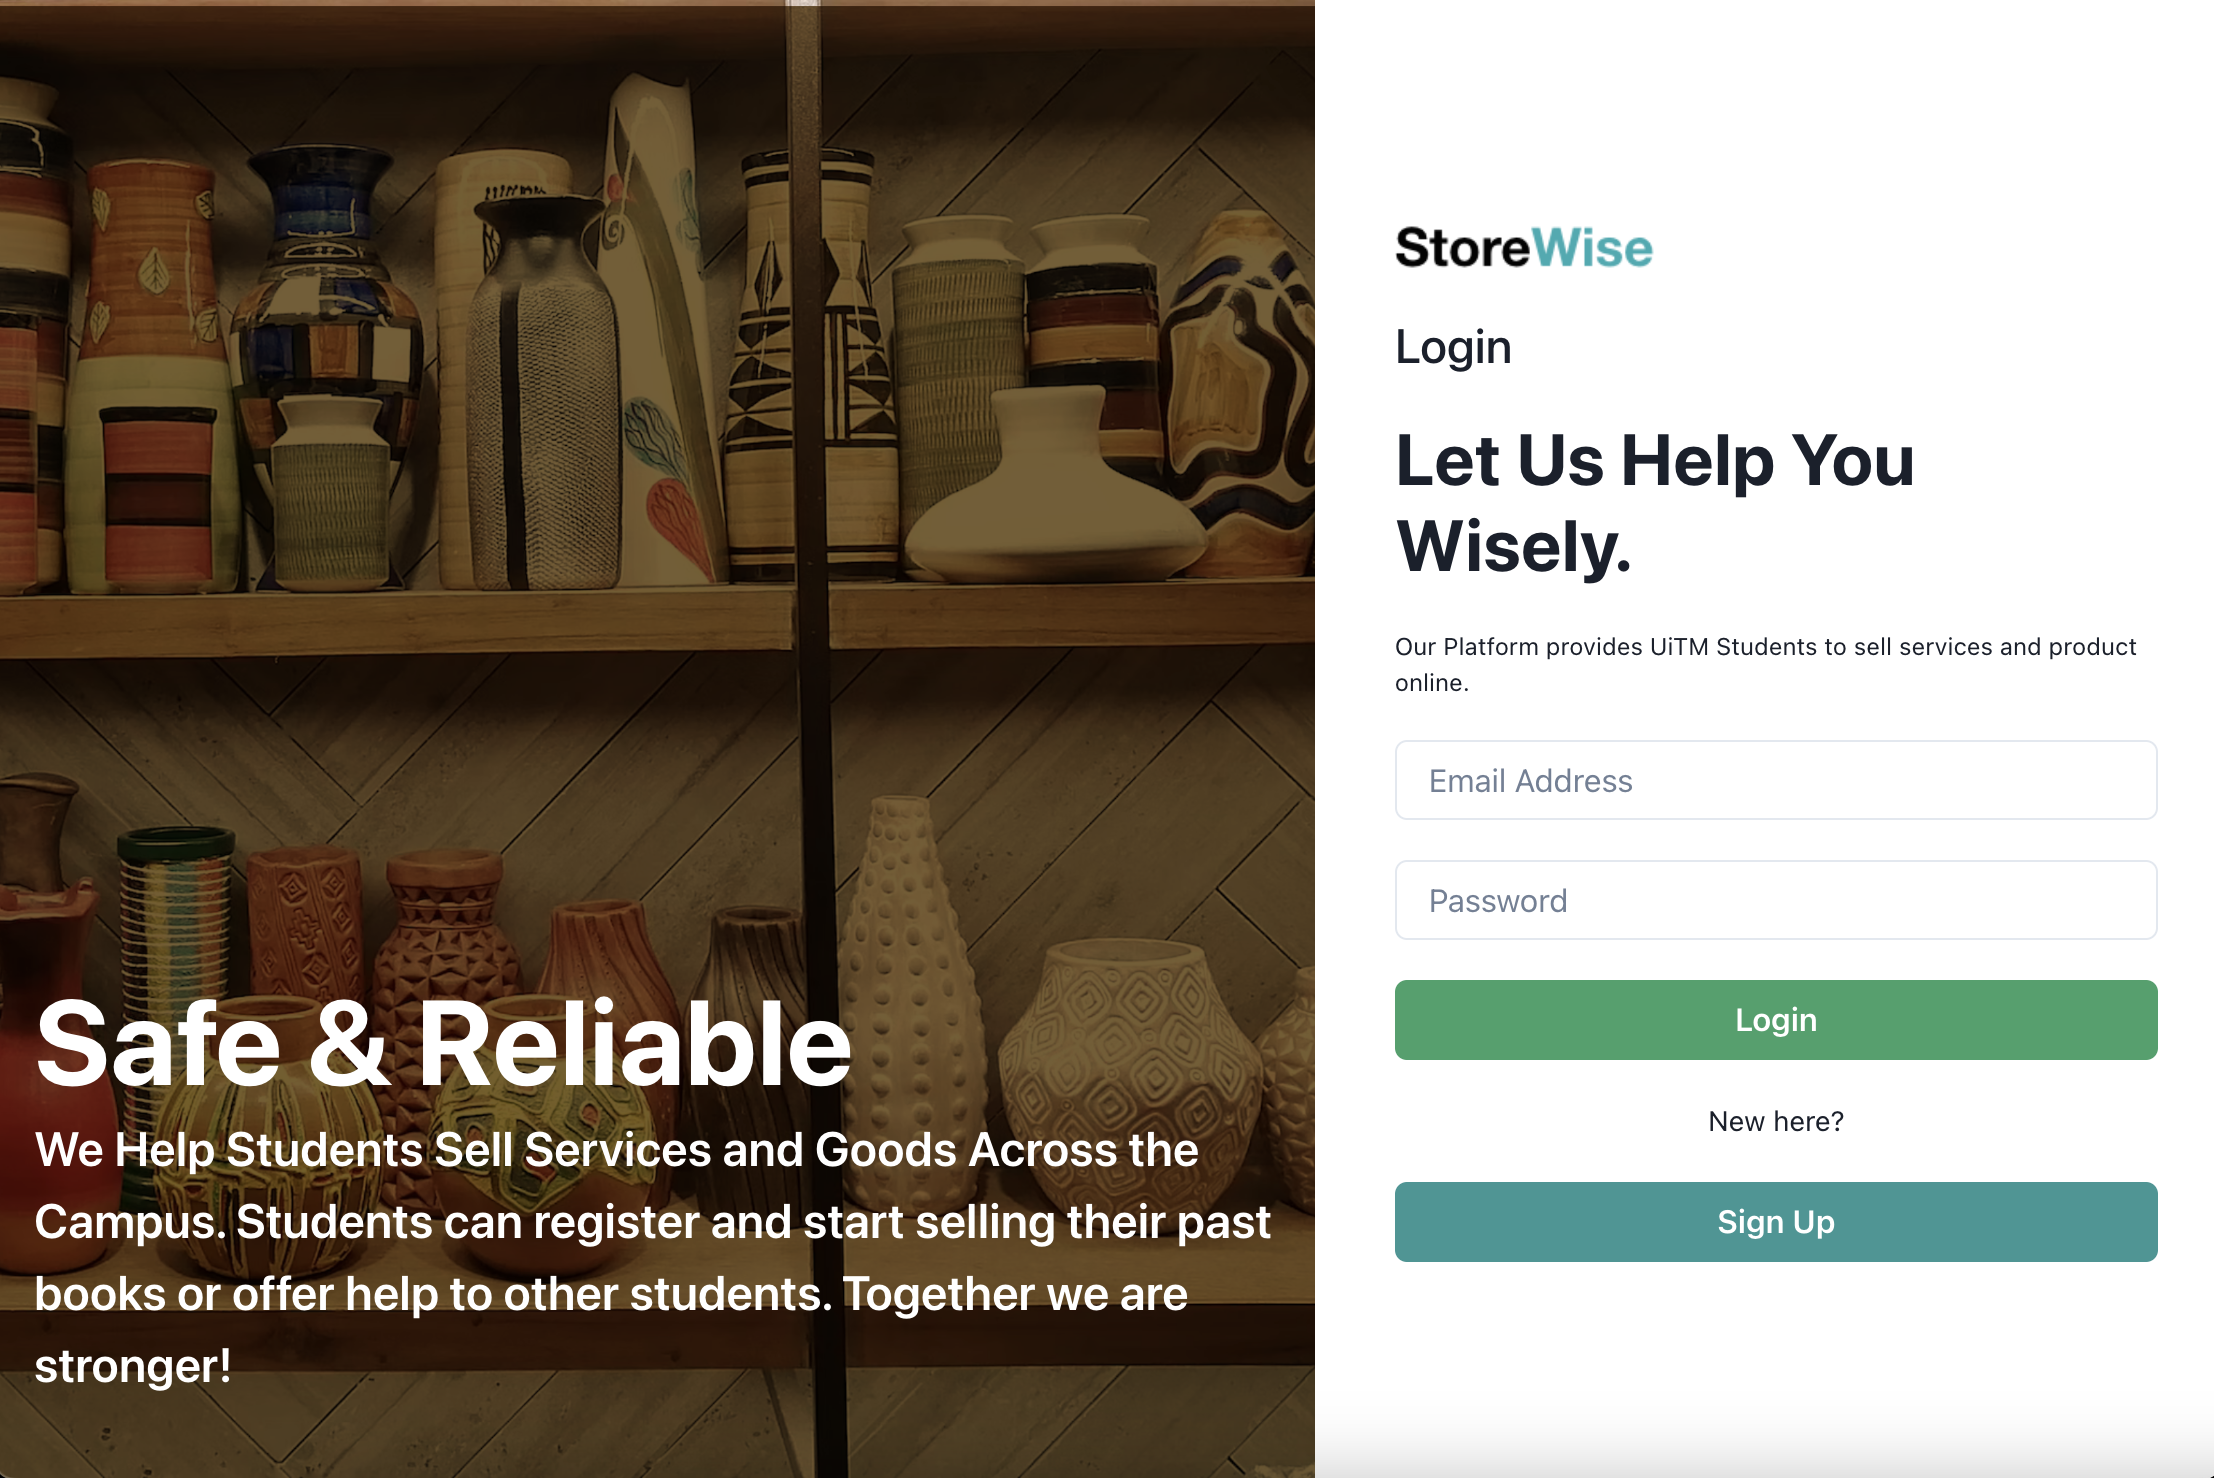 Safe & Reliable
We Help Students Sell Services and Goods Across the
Campus. Students can register and start selling their past
books or offer help to other students. Together we are
stronger!
StoreWise
Login
Let Us Help You
Wisely.
Our Platform provides UiTM Students to sell services and product
online.
Email Address
Password
Login
New here?
Sign Up